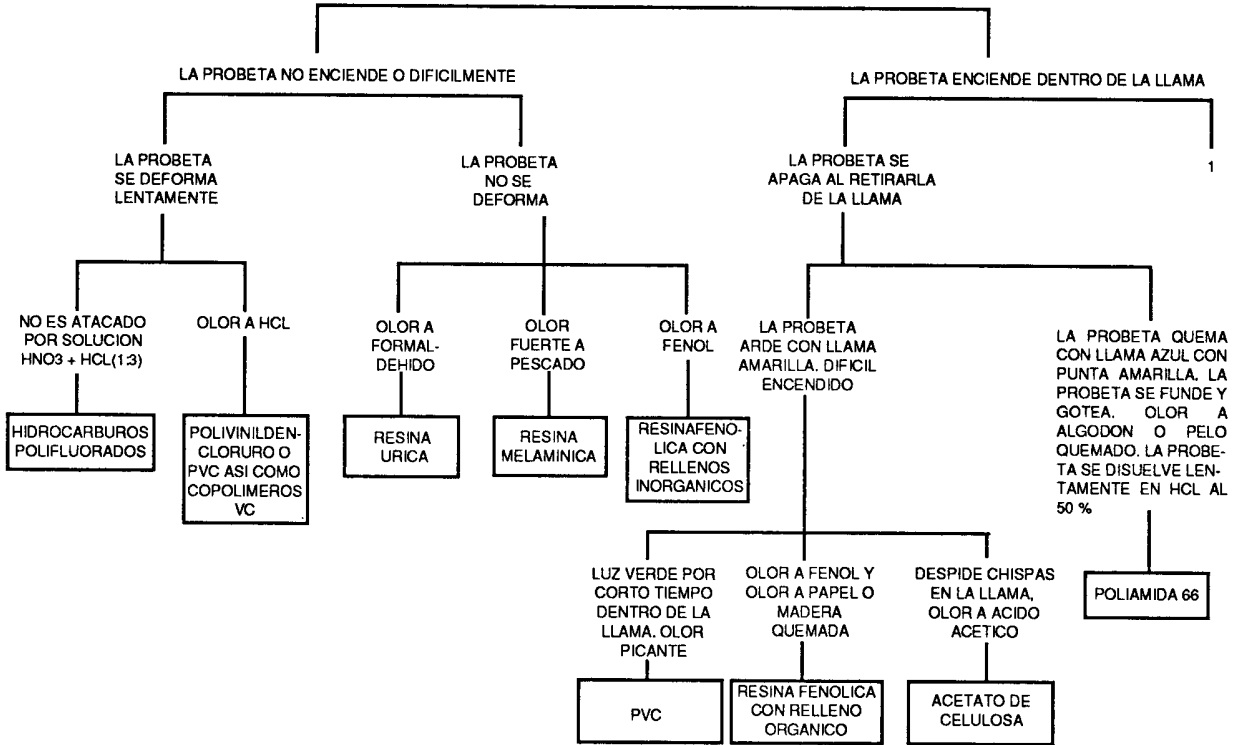 LA PROBETA NO ENCIENDE O DIFICILMENTE
LA PROBETA ENCIENDE DENTRO DE LA LLAMA
LA PROBETA
SE DEFORMA
LENTAMENTE
LA PROBETA
NO SE
DEFORMA
LA PROBETA SE
APAGA AL RETIRARLA
DE LA LLAMA
1
NO ES ATACADO
POR SOLUCION
HNO3 + HCL(1:3)
OLOR A HCL
OLOR A
FORMAL-
DEHIDO
OLOR
FUERTE A
PESCADO
OLOR A
FENOL
LA PROBETA
ARDE CON LLAMA
AMARILLA. DIFICIL
ENCENDIDO
LA PROBETA QUEMA
CON LLAMA AZUL CON
PUNTA AMARILLA. LA
PROBETA SE FUNDE Y
GOTEA. OLOR A
ALGODON O PELO
QUEMADO. LA PROBE-
TA SE DISUELVE LEN-
TAMENTE EN HCL AL
50 %
HIDROCARBUROS
POLIFLUORADOS
POLIVINILDEN-
CLORURO O
PVC ASI COMO
COPOLIMEROS
VC
RESINA
URICA
RESINA
MELAMINICA
RESINAFENO-
LICA CON
RELLENOS
INORGANICOS
LUZ VERDE POR
CORTO TIEMPO
DENTRO DE LA
LLAMA. OLOR
PICANTE
OLOR A FENOL Y
OLOR A PAPEL O
MADERA
QUEMADA
DESPIDE CHISPAS
EN LA LLAMA,
OLOR A ACIDO
ACETICO
POLIAMIDA 66
PVC
RESINA FENOLICA
CON RELLENO
ORGANICO
ACETATO DE
CELULOSA